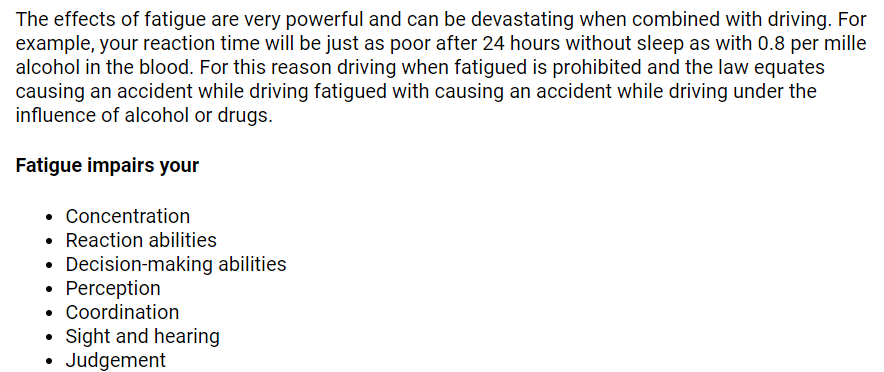 The effects of fatigue are very powerful and can be devastating when combined with driving. For
example, your reaction time will be just as poor after 24 hours without sleep as with 0.8 per mille
alcohol in the blood. For this reason driving when fatigued is prohibited and the law equates
causing an accident while driving fatigued with causing an accident while driving under the
influence of alcohol or drugs.
Fatigue impairs your
• Concentration
• Reaction abilities
• Decision-making abilities
• Perception
• Coordination
• Sight and hearing
• Judgement